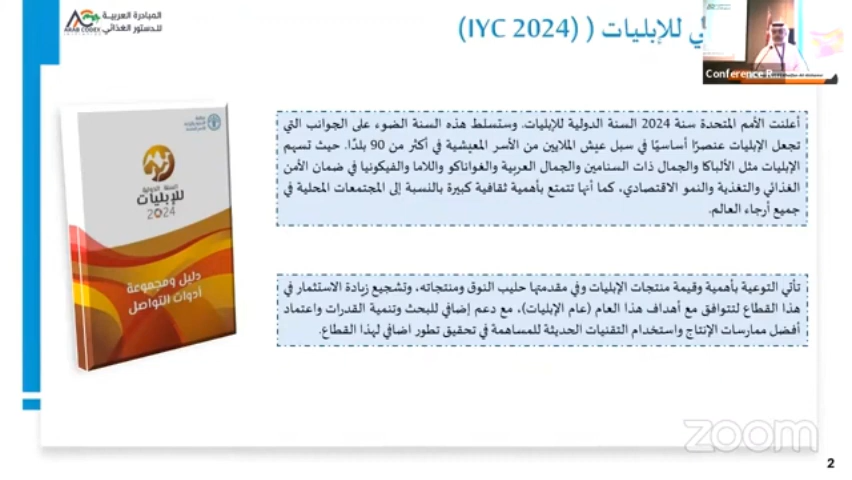 المبادرة العربية
للدستور الغذائي
ARAB CODEX
للإبليات ( (IYC 2024)
Conference R
أعلنت الأمم المتحدة سنة 2024 السنة الدولية للإبليات. وستسلط هذه السنة الضوء على الجوانب التي
تجعل الإبليات عنصرًا أساسيًا في سبل عيش الملايين من الأسر المعيشية في أكثر من 90 بلدًا. حيث تسهم
الإبليات مثل الألباكا والجمال ذات السنامين والجمال العربية والغواناكو واللاما والفيكونيا في ضمان الأمن
الغذائي والتغذية والنمو الاقتصادي، كما أنها تتمتع بأهمية ثقافية كبيرة بالنسبة إلى المجتمعات المحلية في
جميع أرجاء العالم.
السنة الدولية
للإبليات
2024
دليل ومجموعة
أدوات التواصل
تأتي التوعية بأهمية وقيمة منتجات الإبليات وفي مقدمتها حليب النوق ومنتجاته، وتشجيع زيادة الاستثمار في
هذا القطاع لتتوافق مع أهداف هذا العام (عام الإبليات)، مع دعم إضافي للبحث وتنمية القدرات واعتماد
أفضل ممارسات الإنتاج واستخدام التقنيات الحديثة للمساهمة في تحقيق تطور اضافي لهذا القطاع.
zoom
2